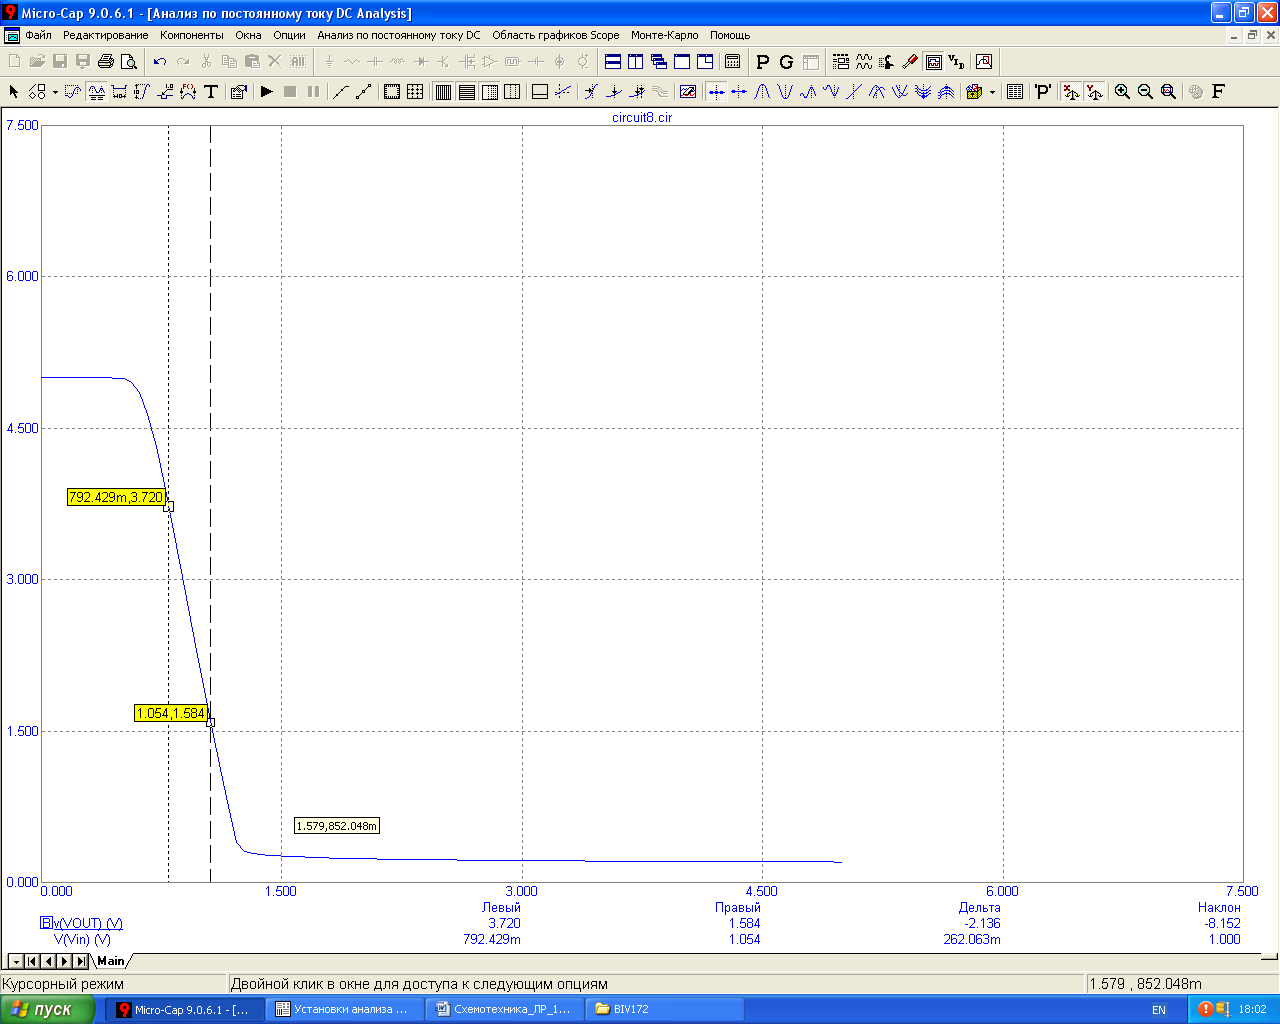 Micro-Cap 9.0.6.1 - [Анализ по постоянному току DC Analysis]
Файл Редактирование Компоненты Окна Опции Анализ по постоянному току DC Область графиков Scope Монте-Карло Помощь
circuit8.cir
7.500
6.000
4.500
792.429m,3.720
3.000
1.054,1.584
1.500
1.579,852.048m
0.000
0.000 1.500 3.000 4.500 6.000 7.500
Левый Правый Дельта Наклон
v(VOUT) (V) 3.720 1.584 -2.136 -8.152
V(Vin) (V) 792.429m 1.054 262.063m 1.000
Main
Курсорный режим Двойной клик в окне для доступа к следующим опциям 1.579 , 852.048m
пуск Micro-Cap 9.0.6.1 - [... Установки анализа ... Схемотехника_ЛР_1... BIV172 EN 18:02